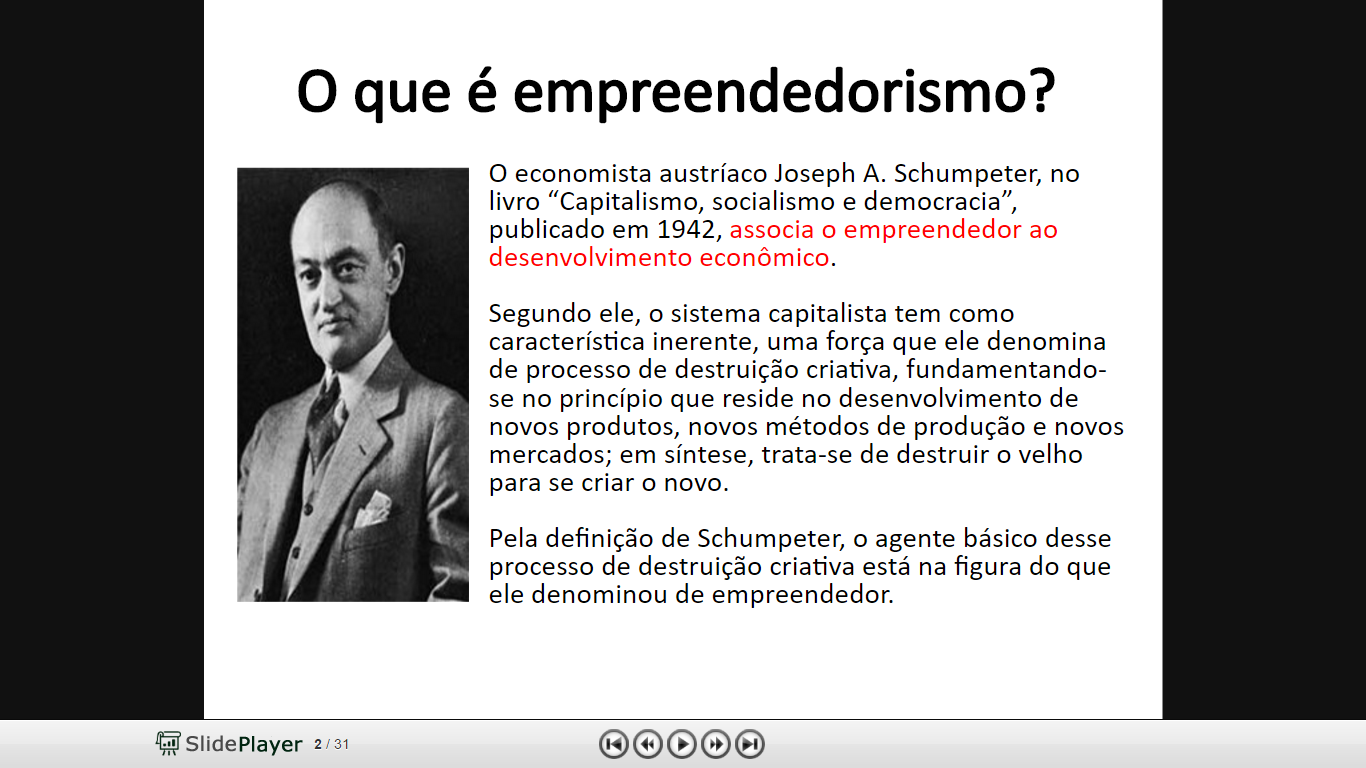 O que é empreendedorismo?
O economista austríaco Joseph A. Schumpeter, no
livro “Capitalismo, socialismo e democracia”,
publicado em 1942, associa o empreendedor ao
desenvolvimento econômico.
Segundo ele, o sistema capitalista tem como
característica inerente, uma força que ele denomina
de processo de destruição criativa, fundamentando-
se no princípio que reside no desenvolvimento de
novos produtos, novos métodos de produção e novos
mercados; em síntese, trata-se de destruir o velho
para se criar o novo.
Pela definição de Schumpeter, o agente básico desse
processo de destruição criativa está na figura do que
ele denominou de empreendedor.
SlidePlayer 2 / 31